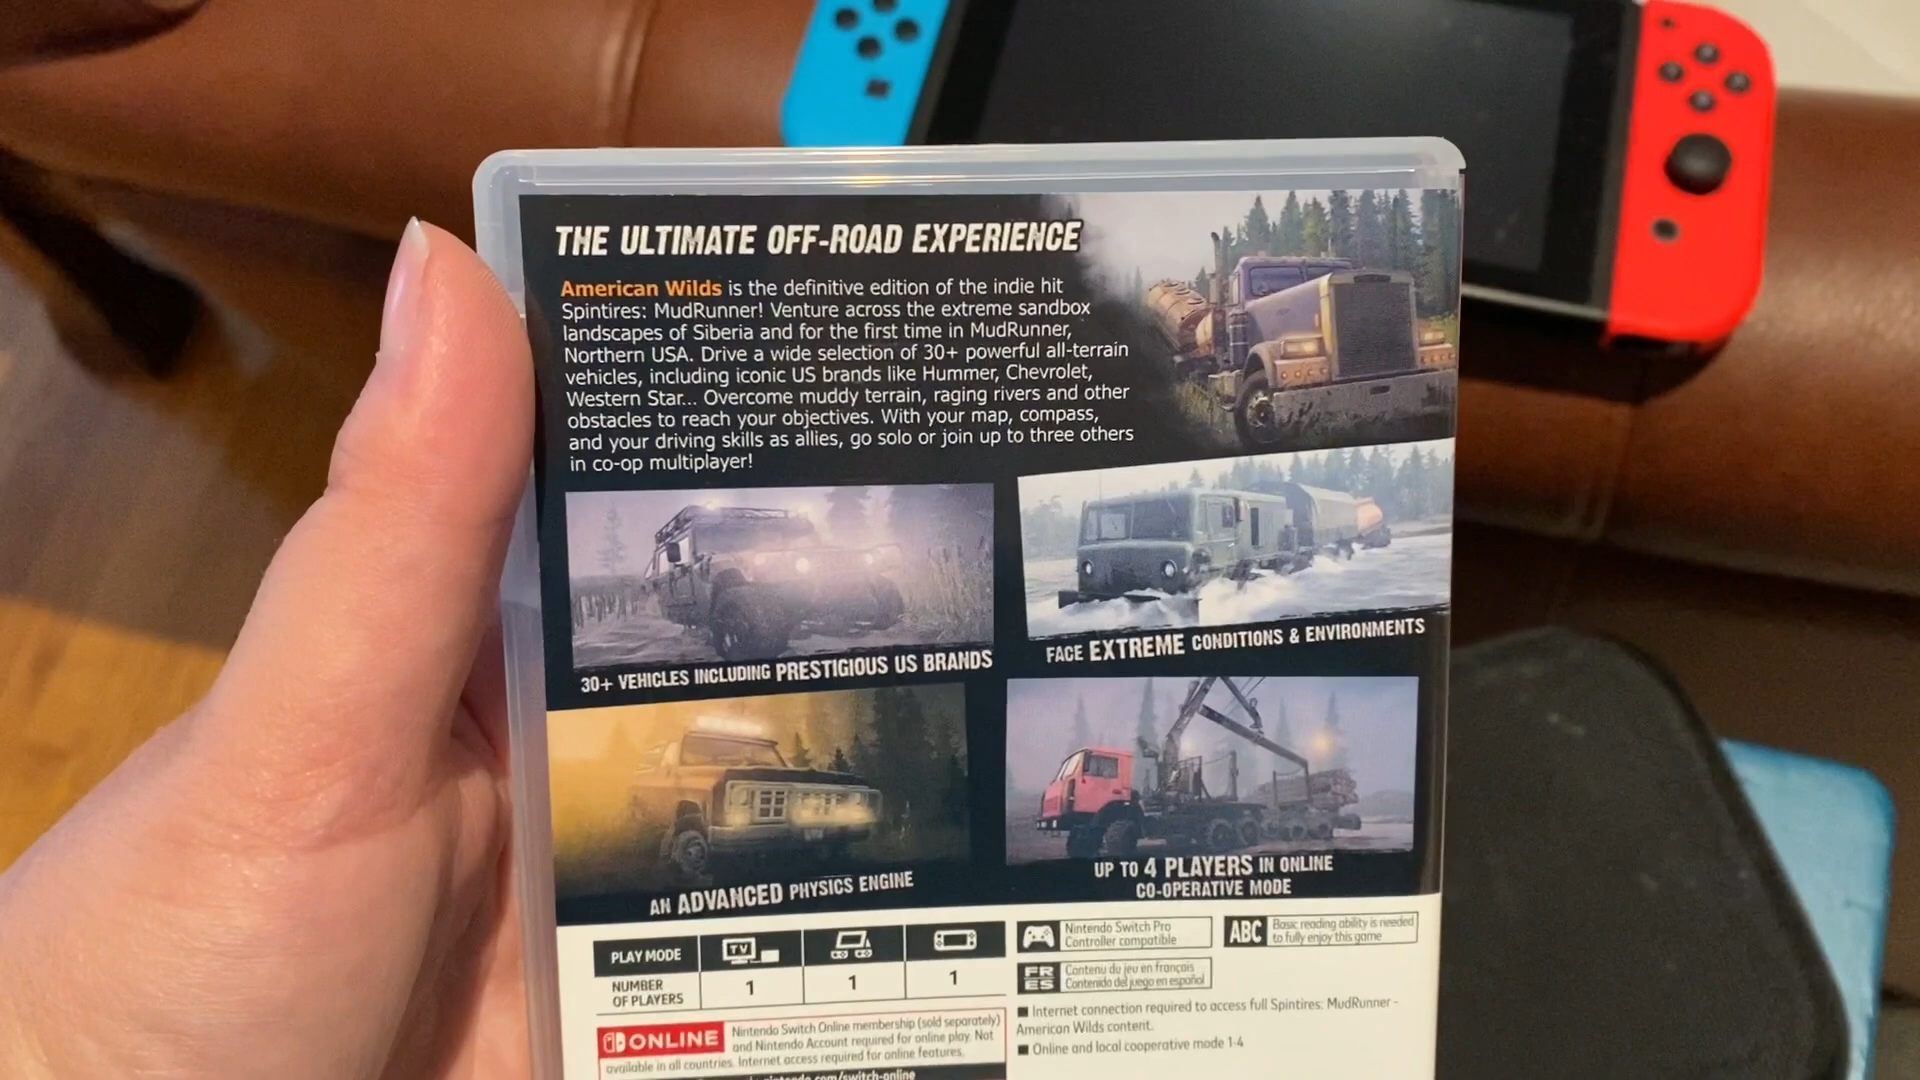 THE ULTIMATE OFF-ROAD EXPERIENCE
American Wilds is the definitive edition of the indie hit
Spintires: MudRunner! Venture across the extreme sandbox
landscapes of Siberia and for the first time in MudRunner,
Northern USA. Drive a wide selection of 30+ powerful all-terrain
vehicles, including iconic US brands like Hummer, Chevrolet,
Western Star... Overcome muddy terrain, raging rivers and other
obstacles to reach your objectives. With your map, compass,
and your driving skills as allies, go solo or join up to three others
in co-op multiplayer!
30+ VEHICLES INCLUDING PRESTIGIOUS US BRANDS
FACE EXTREME CONDITIONS & ENVIRONMENTS
AN ADVANCED PHYSICS ENGINE
UP TO 4 PLAYERS IN ONLINE
CO-OPERATIVE MODE
PLAY MODE
TV
NUMBER
OF PLAYERS
1
1
1
Nintendo Switch Pro
Controller compatible
ABC
Basic reading ability is needed
to fully enjoy this game
FR
ES
Contenu du jeu en français
Contenido del juego en español
■ Internet connection required to access full Spintires: MudRunner -
American Wilds content.
■ Online and local cooperative mode 1-4
ONLINE
Nintendo Switch Online membership (sold separately)
and Nintendo Account required for online play. Not
available in all countries. Internet access required for online features.
nintendo.com/switch-online